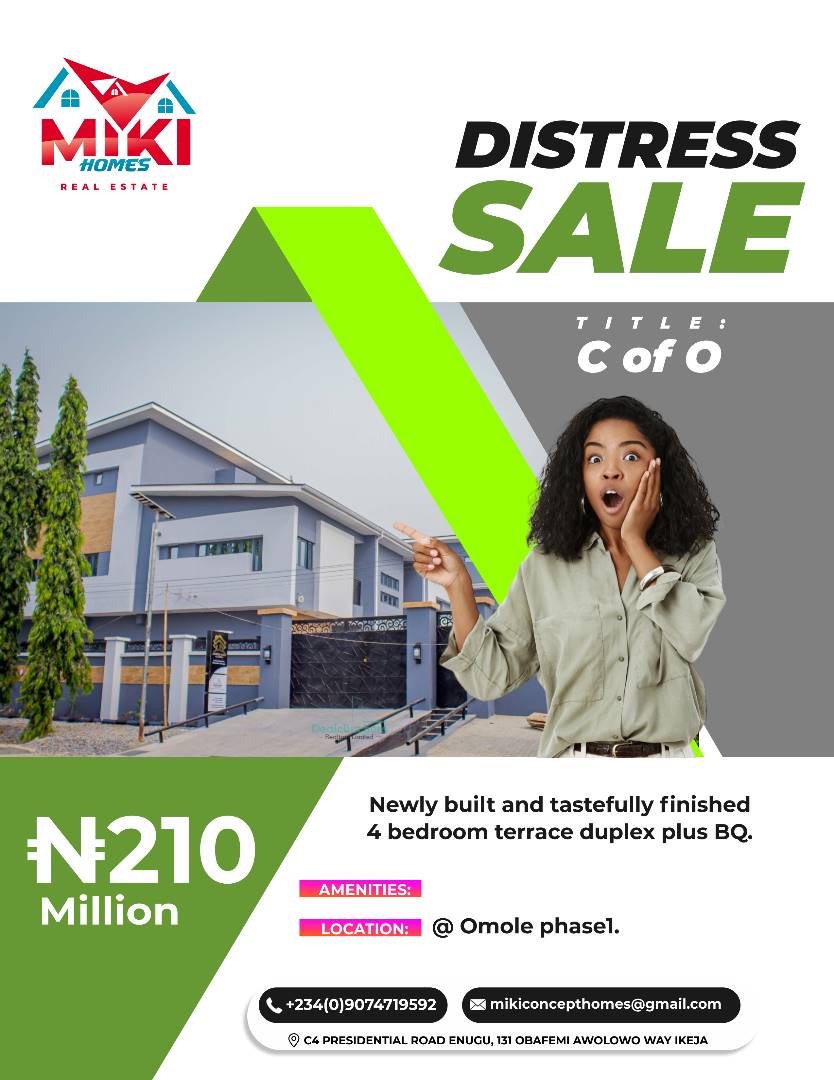 MIKI
HOMES
REAL ESTATE
DISTRESS
SALE
TITLE:
C of O
₦210
Million
Newly built and tastefully finished
4 bedroom terrace duplex plus BQ.
AMENITIES:
LOCATION: @ Omole phase1.
+234(0)9074719592 mikiconcepthomes@gmail.com
C4 PRESIDENTIAL ROAD ENUGU, 131 OBAFEMI AWOLOWO WAY IKEJA